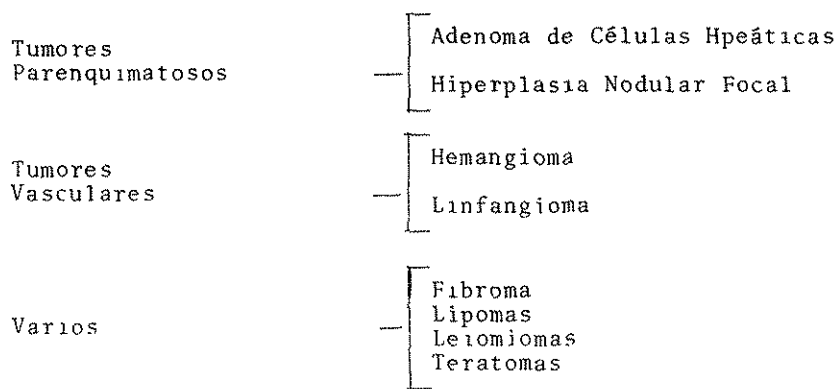 Tumores
Parenquimatosos
Adenoma de Células Hpeáticas
Hiperplasia Nodular Focal
Tumores
Vasculares
Hemangioma
Linfangioma
Varios
Fibroma
Lipomas
Leiomiomas
Teratomas